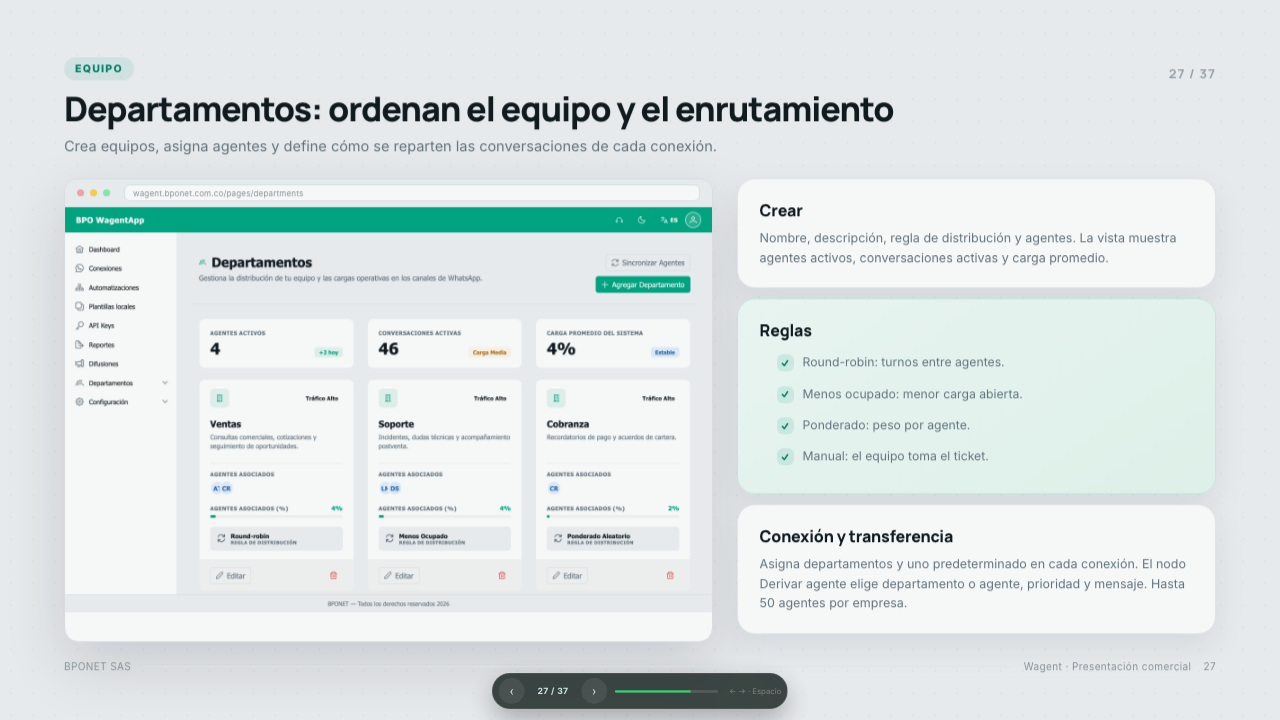 EQUIPO
27 / 37
Departamentos: ordenan el equipo y el enrutamiento
Crea equipos, asigna agentes y define cómo se reparten las conversaciones de cada conexión.
wagent.bponet.com.co/pages/departments
BPO WagentApp
ES
Dashboard
Conexiones
Automatizaciones
Plantillas locales
API Keys
Reportes
Difusiones
Departamentos
Configuración
Departamentos
Gestiona la distribución de tu equipo y las cargas operativas en los canales de WhatsApp.
Sincronizar Agentes
+ Agregar Departamento
AGENTES ACTIVOS
4
+2 hoy
CONVERSACIONES ACTIVAS
46
Carga Media
CARGA PROMEDIO DEL SISTEMA
4%
Estable
Tráfico Alto
Ventas
Consultas comerciales, cotizaciones y
seguimiento de oportunidades.
AGENTES ASOCIADOS
CR
AGENTES ASOCIADOS (%) 4%
Round-robin
REGLA DE DISTRIBUCIÓN
Editar
Tráfico Alto
Soporte
Incidentes, dudas técnicas y acompañamiento
postventa.
AGENTES ASOCIADOS
DS
AGENTES ASOCIADOS (%) 4%
Menos Ocupado
REGLA DE DISTRIBUCIÓN
Editar
Tráfico Alto
Cobranza
Recordatorios de pago y acuerdos de cartera.
AGENTES ASOCIADOS
CR
AGENTES ASOCIADOS (%) 2%
Ponderado Aleatorio
REGLA DE DISTRIBUCIÓN
Editar
BPONET — Todos los derechos reservados 2026
Crear
Nombre, descripción, regla de distribución y agentes. La vista muestra
agentes activos, conversaciones activas y carga promedio.
Reglas
Round-robin: turnos entre agentes.
Menos ocupado: menor carga abierta.
Ponderado: peso por agente.
Manual: el equipo toma el ticket.
Conexión y transferencia
Asigna departamentos y uno predeterminado en cada conexión. El nodo
Derivar agente elige departamento o agente, prioridad y mensaje. Hasta
50 agentes por empresa.
BPONET SAS
Wagent · Presentación comercial 27
‹ 27 / 37 › ← → · Espacio